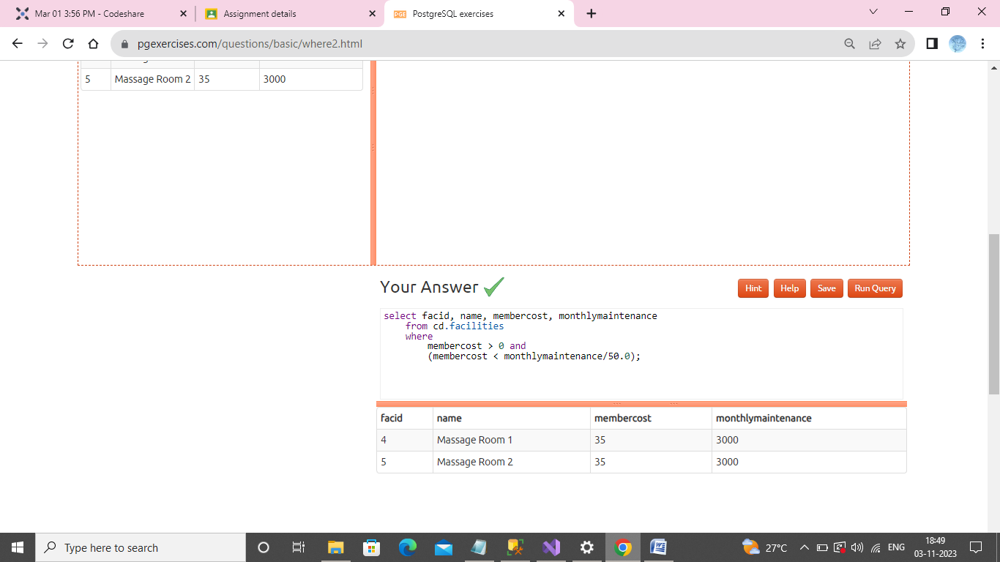 Mar 01 3:56 PM - Codeshare
Assignment details
PGE PostgreSQL exercises
pgexercises.com/questions/basic/where2.html
5 Massage Room 2 35 3000
Your Answer
Hint Help Save Run Query
select facid, name, membercost, monthlymaintenance
from cd.facilities
where
membercost > 0 and
(membercost < monthlymaintenance/50.0);
facid name membercost monthlymaintenance
4 Massage Room 1 35 3000
5 Massage Room 2 35 3000
Type here to search
27°C
ENG
18:49
03-11-2023